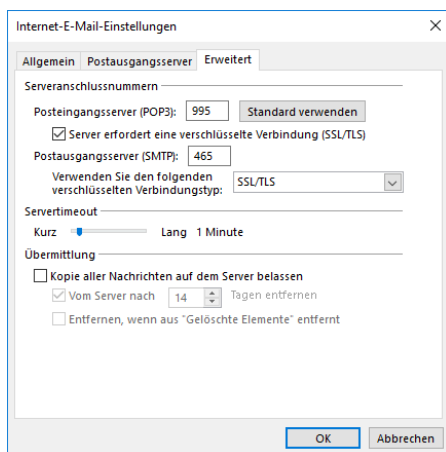 Internet-E-Mail-Einstellungen
Allgemein Postausgangsserver Erweitert
Serveranschlussnummern
Posteingangsserver (POP3): 995 Standard verwenden
Server erfordert eine verschlüsselte Verbindung (SSL/TLS)
Postausgangsserver (SMTP): 465
Verwenden Sie den folgenden
verschlüsselten Verbindungstyp: SSL/TLS
Servertimeout
Kurz Lang 1 Minute
Übermittlung
Kopie aller Nachrichten auf dem Server belassen
Vom Server nach 14 Tagen entfernen
Entfernen, wenn aus "Gelöschte Elemente" entfernt
OK Abbrechen